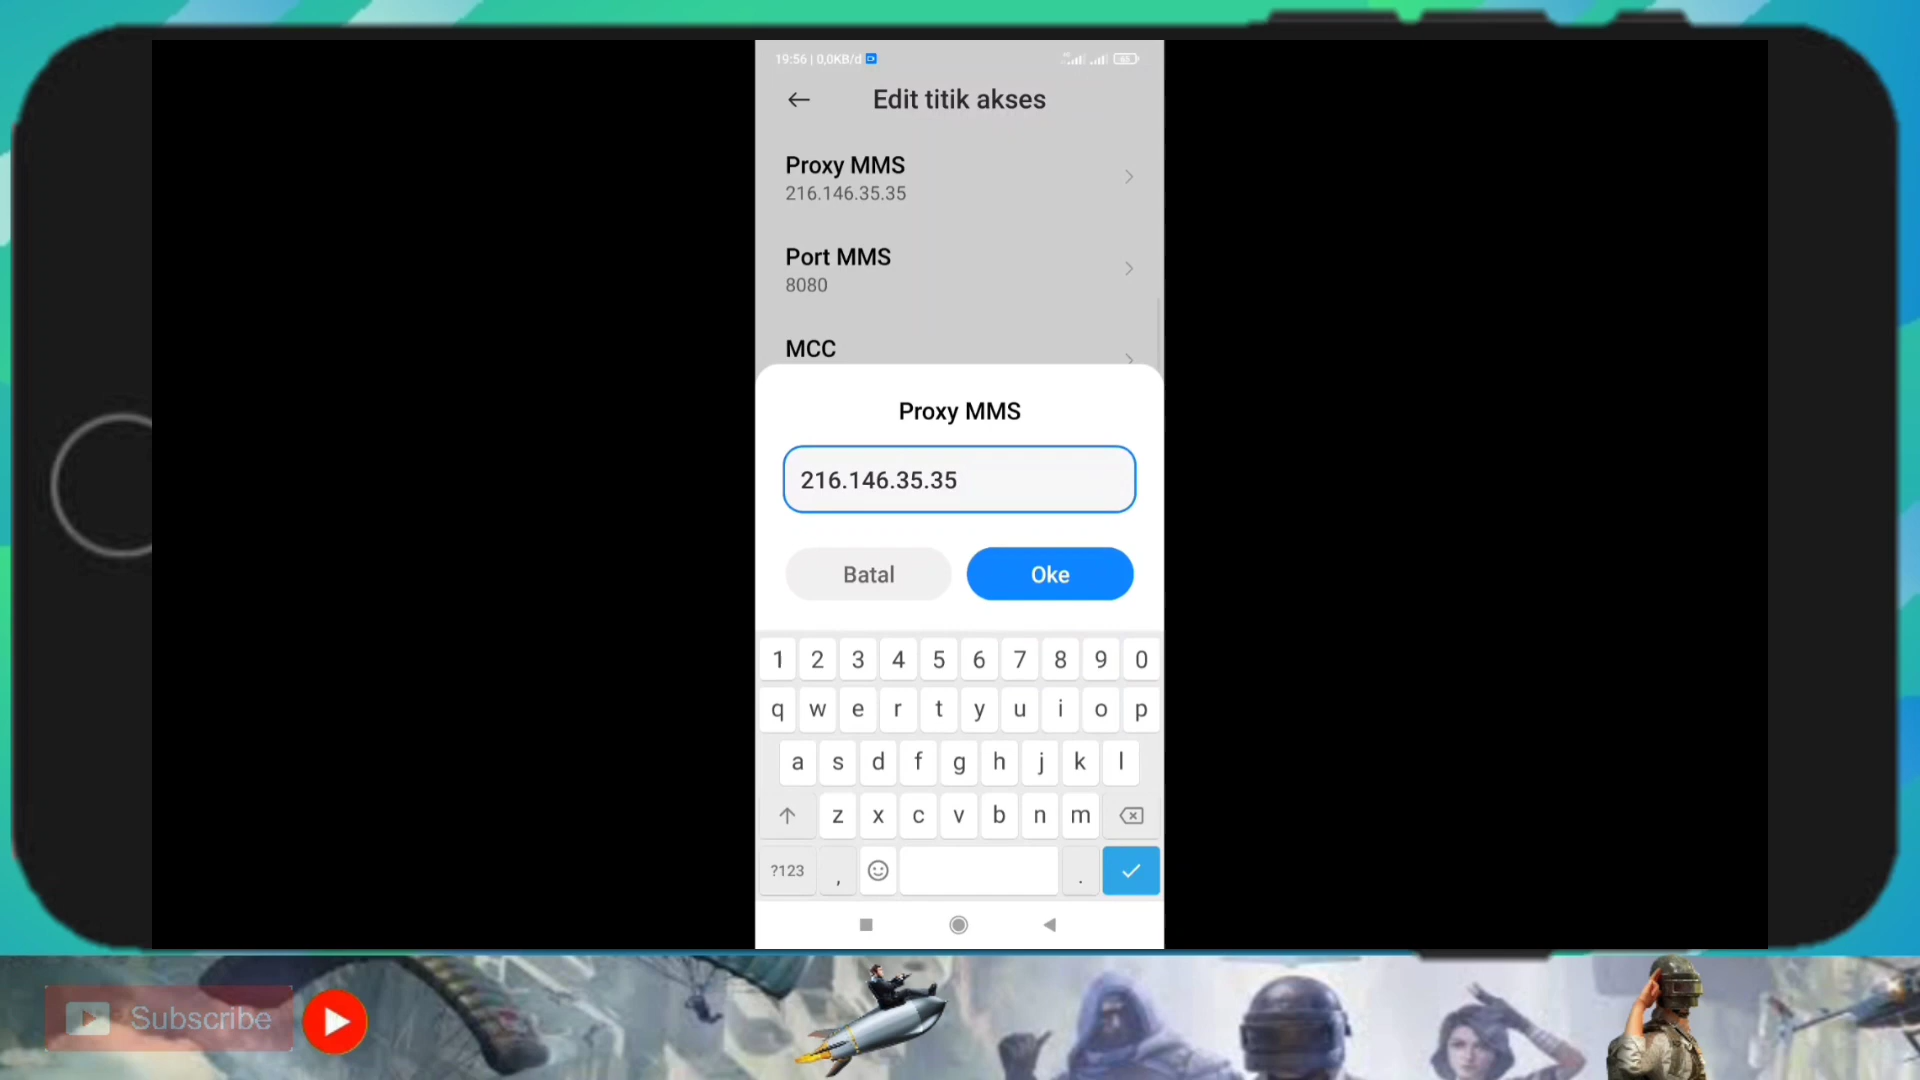 19:56 | 0,0KB/d
Edit titik akses
Proxy MMS
216.146.35.35
Port MMS
8080
MCC
Proxy MMS
216.146.35.35
Batal
Oke
1 2 3 4 5 6 7 8 9 0
q w e r t y u i o p
a s d f g h j k l
z x c v b n m
?123 , .
Subscribe